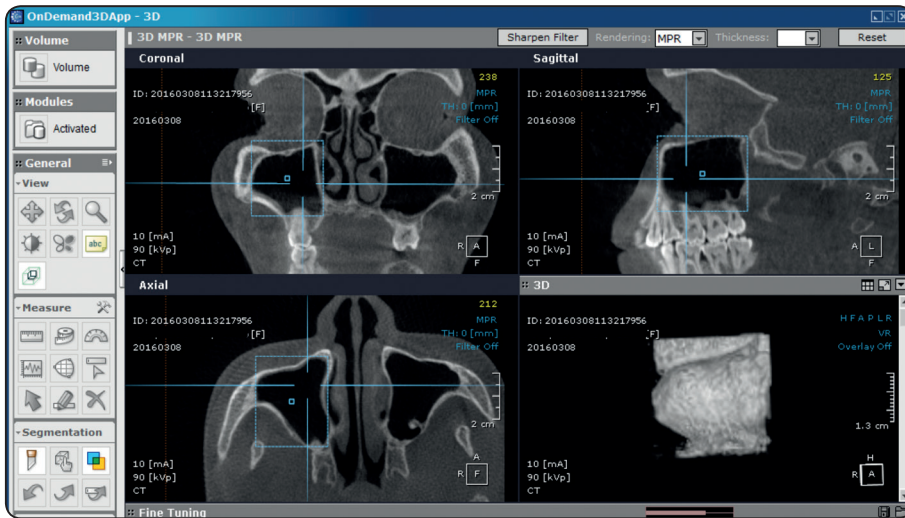 OnDemand3DApp - 3D
Volume
Volume
Modules
Activated
General
View
abc
Measure
Segmentation
3D MPR - 3D MPR
Sharpen Filter
Rendering: MPR
Thickness:
Reset
Coronal
238
MPR
TH: 0 [mm]
Filter Off
ID: 20160308113217956
[F]
20160308
2 cm
10 [mA]
90 [kVp]
CT
R A
F
Sagittal
125
MPR
TH: 0 [mm]
Filter Off
ID: 20160308113217956
[F]
20160308
2 cm
10 [mA]
90 [kVp]
CT
A L
F
Axial
212
MPR
TH: 0 [mm]
Filter Off
ID: 20160308113217956
[F]
20160308
2 cm
10 [mA]
90 [kVp]
CT
A
R F
3D
H F A P L R
VR
Overlay Off
ID: 20160308113217956
[F]
20160308
1.3 cm
10 [mA]
90 [kVp]
CT
H
R A
Fine Tuning